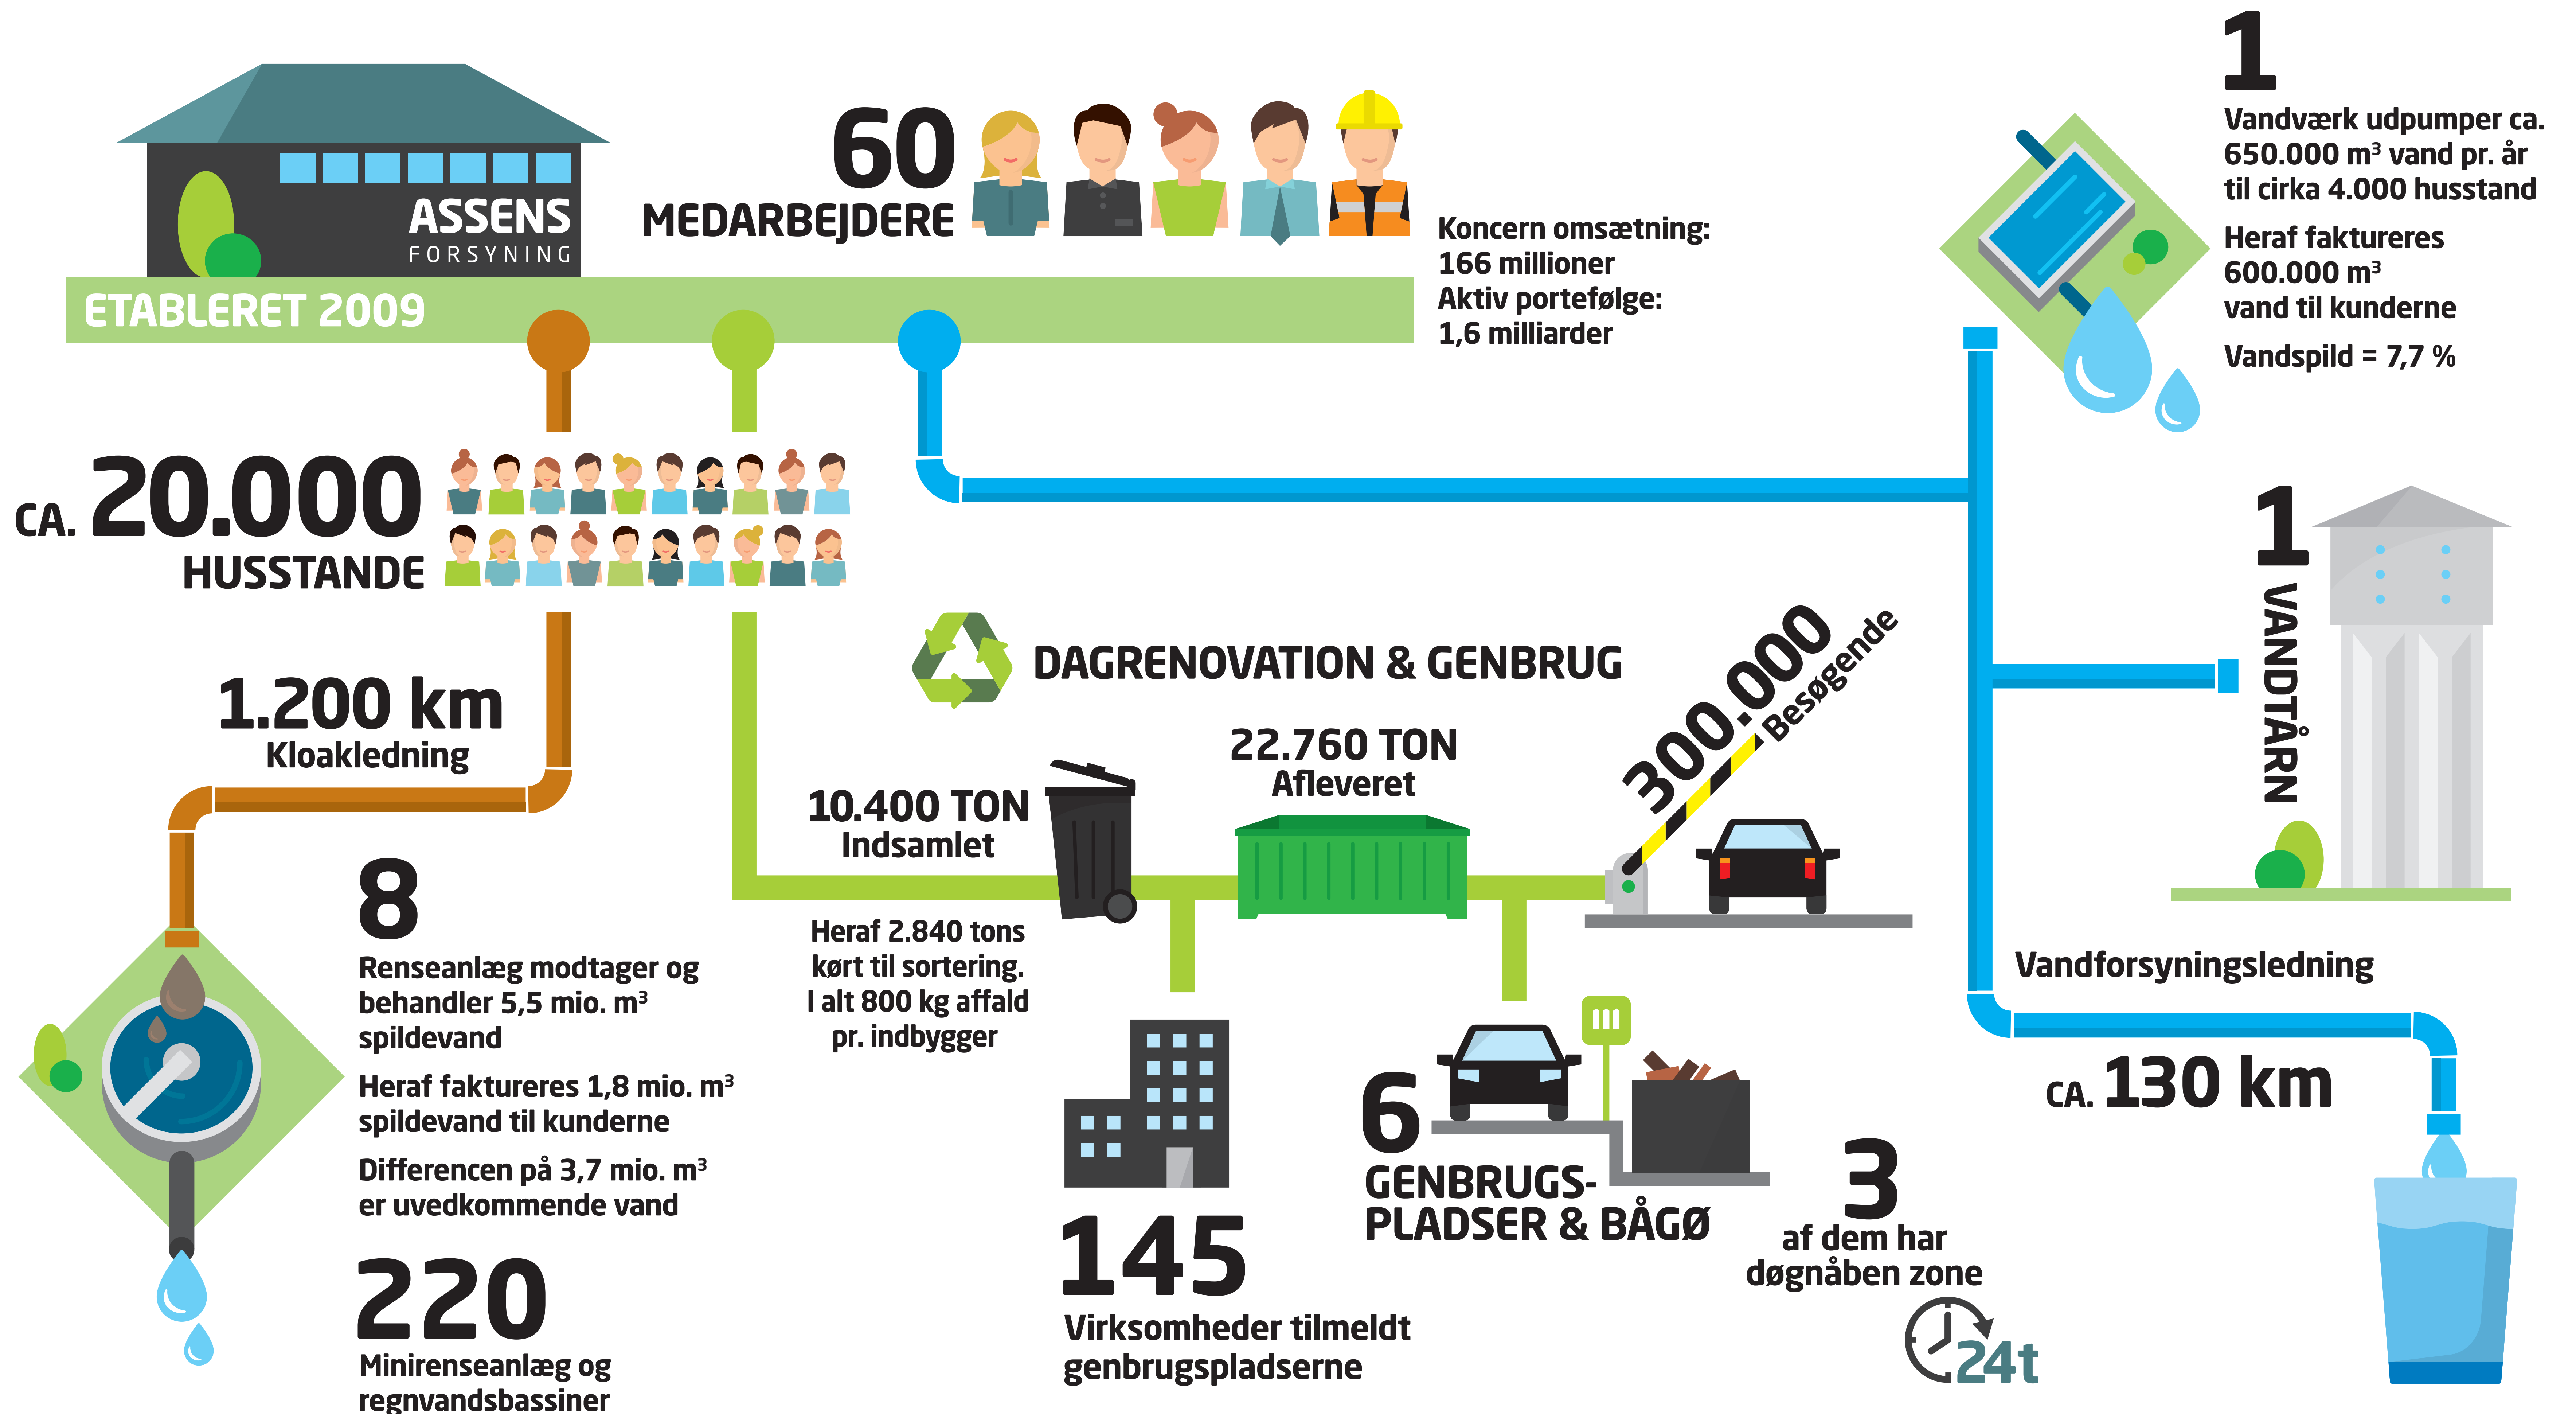 ASSENS
FORSYNING
ETABLERET 2009
60
MEDARBEJDERE
Koncern omsætning:
166 millioner
Aktiv portefølge:
1,6 milliarder
1
Vandværk udpumper ca.
650.000 m³ vand pr. år
til cirka 4.000 husstand
Heraf faktureres
600.000 m³
vand til kunderne
Vandspild = 7,7 %
CA. 20.000
HUSSTANDE
1
VANDTÅRN
1.200 km
Kloakledning
DAGRENOVATION & GENBRUG
10.400 TON
Indsamlet
22.760 TON
Afleveret
300.000
Besøgende
Heraf 2.840 tons
kørt til sortering.
I alt 800 kg affald
pr. indbygger
8
Renseanlæg modtager og
behandler 5,5 mio. m³
spildevand
Heraf faktureres 1,8 mio. m³
spildevand til kunderne
Differencen på 3,7 mio. m³
er uvedkommende vand
220
Minirenseanlæg og
regnvandsbassiner
145
Virksomheder tilmeldt
genbrugspladserne
6
GENBRUGS-
PLADSER & BÅGØ
3
af dem har
døgnåben zone
24t
Vandforsyningsledning
CA. 130 km